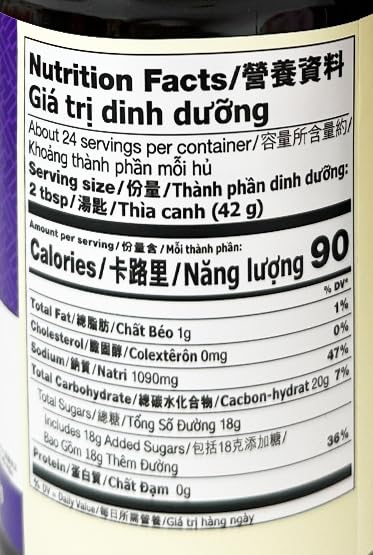 Nutrition Facts/營養資料
Giá trị dinh dưỡng
About 24 servings per container/容量所含量約/
Khoảng thành phần mỗi hủ
Serving size/份量/Thành phần dinh dưỡng:
2 tbsp/湯匙/Thìa canh (42 g)
Amount per serving/份量含/Mỗi thành phần:
Calories/卡路里/Năng lượng 90
% DV*
Total Fat/總脂肪/Chất Béo 1g 1%
Cholesterol/膽固醇/Colextêrôn 0mg 0%
Sodium/鈉質/Natri 1090mg 47%
Total Carbohydrate/總碳水化合物/Cacbon-hydrat 20g 7%
Total Sugars/總糖/Tổng Số Đường 18g
Includes 18g Added Sugars/包括18克添加糖/
Bao Gồm 18g Thêm Đường 36%
Protein/蛋白質/Chất Đạm 0g
% DV = Daily Value/每日所需營養/Giá trị hàng ngày